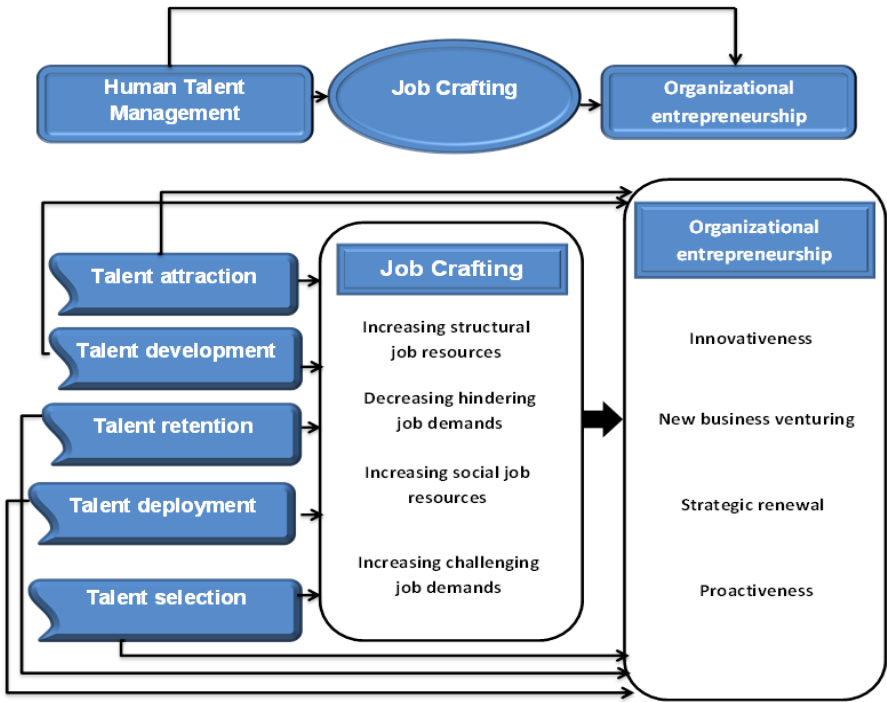 Human Talent
Management
Job Crafting
Organizational
entrepreneurship
Organizational
entrepreneurship
Talent attraction
Job Crafting
Increasing structural
job resources
Innovativeness
Talent development
Decreasing hindering
job demands
New business venturing
Talent retention
Increasing social job
resources
Strategic renewal
Talent deployment
Increasing challenging
job demands
Proactiveness
Talent selection